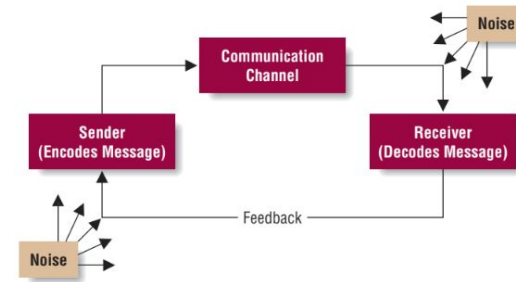 Noise
Communication
Channel
Sender
(Encodes Message)
Receiver
(Decodes Message)
Feedback
Noise